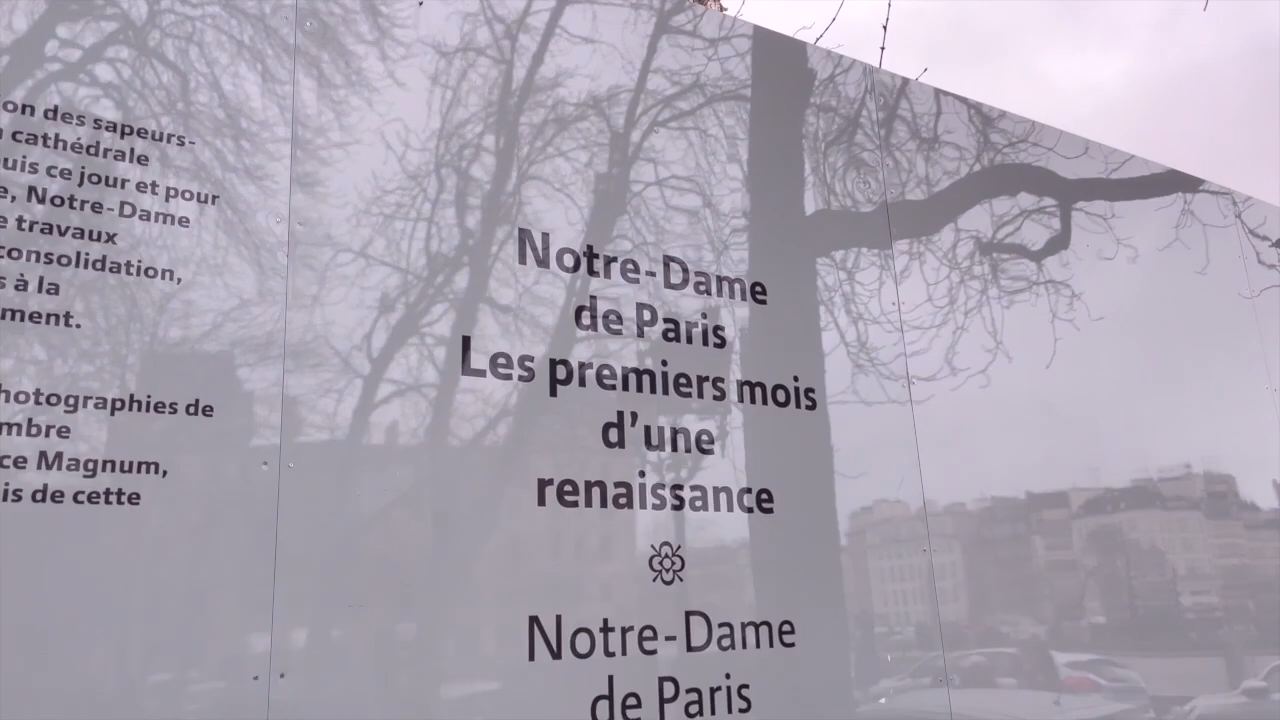 on des sapeurs-
cathédrale
uis ce jour et pour
e, Notre-Dame
e travaux
consolidation,
s à la
ment.
hotographies de
mbre
ce Magnum,
is de cette
Notre-Dame
de Paris
Les premiers mois
d’une
renaissance
Notre-Dame
de Paris